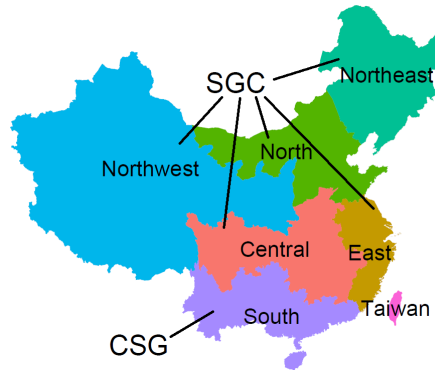 Northeast
SGC
North
Northwest
Central
East
South
Taiwan
CSG